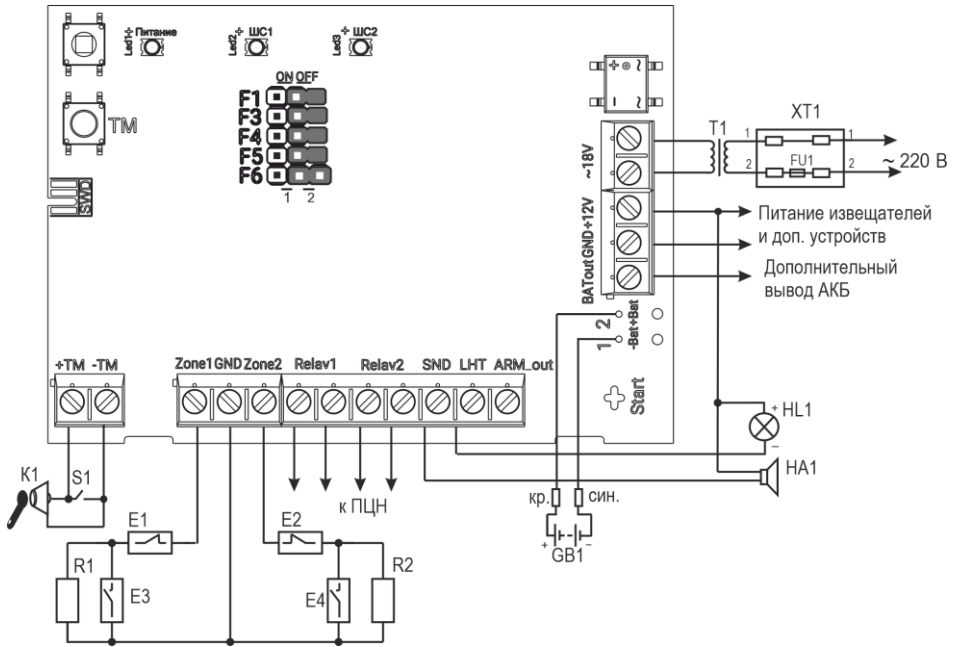 Led1
+
Питание
Led2
+
ШС1
Led3
+
ШС2
ON OFF
F1
F3
F4
F5
F6
1 2
TM
SWD
+ ~
− ~
~18V
+12V
GND
BATout
T1
XT1
1
1
2
FU1
2
~ 220 В
Питание извещателей
и доп. устройств
Дополнительный
вывод АКБ
2
+Bat
1
-Bat
Start
+TM -TM
Zone1 GND Zone2 Relav1 Relav2 SND LHT ARM_out
+ HL1
−
HA1
K1
S1
к ПЦН
кр.
син.
+ −
GB1
E1
E2
R1
E3
E4
R2